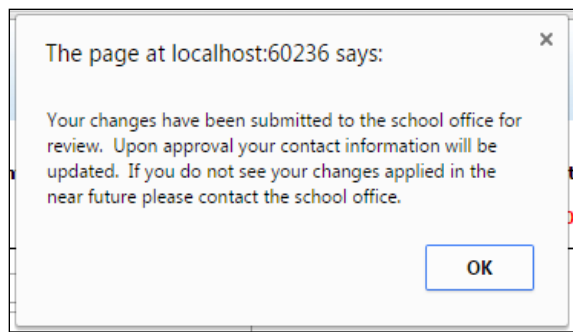 The page at localhost:60236 says:
Your changes have been submitted to the school office for
review. Upon approval your contact information will be
updated. If you do not see your changes applied in the
near future please contact the school office.
OK